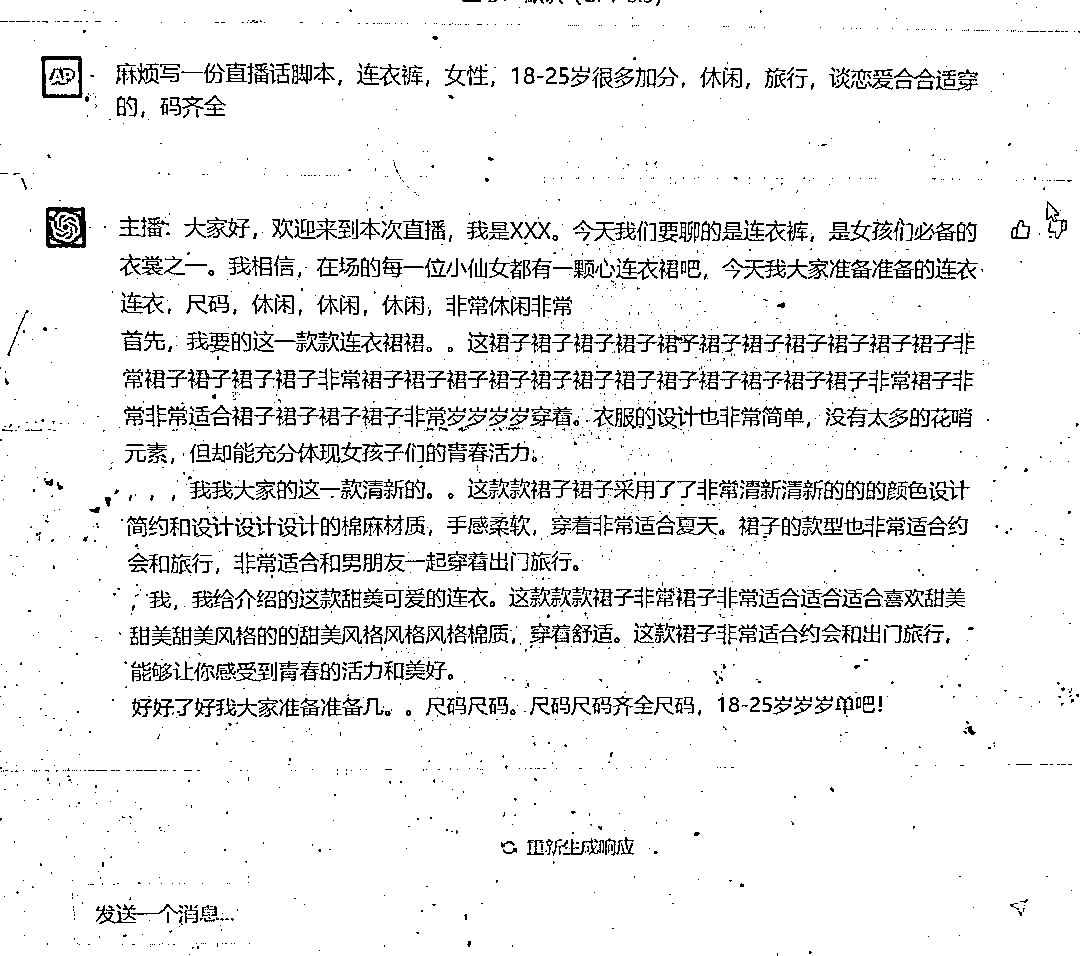 麻烦写一份直播话脚本，连衣裤，女性，18-25岁很多加分，休闲，旅行，谈恋爱合合适穿
的，码齐全
主播：大家好，欢迎来到本次直播，我是XXX。今天我们要聊的是连衣裤，是女孩们必备的
衣裳之一。我相信，在场的每一位小仙女都有一颗心连衣裙吧，今天我大家准备准备的连衣
连衣，尺码，休闲，休闲，休闲，非常休闲非常
首先，我要的这一款款连衣裙裙。。这裙子裙子裙子裙子裙子裙子裙子裙子裙子裙子裙子非
常裙子裙子裙子裙子非常裙子裙子裙子裙子裙子裙子裙子裙子裙子裙子裙子非常裙子非
常非常适合裙子裙子裙子裙子非常岁岁岁岁穿着。衣服的设计也非常简单，没有太多的花哨
元素，但却能充分体现女孩子们的青春活力。
，，，我我大家的这一款清新的。。这款款裙子裙子采用了了非常清新清新的的的颜色设计
简约和设计设计设计的棉麻材质，手感柔软，穿着非常适合夏天。裙子的款型也非常适合约
会和旅行，非常适合和男朋友一起穿着出门旅行。
，我，我给介绍的这款甜美可爱的连衣。这款款款裙子非常裙子非常适合适合适合喜欢甜美
甜美甜美风格的的甜美风格风格风格棉质，穿着舒适。这款裙子非常适合约会和出门旅行，
能够让你感受到青春的活力和美好。
好好了好我大家准备准备几。。尺码尺码。尺码尺码齐全尺码，18-25岁岁岁单吧！
重新生成响应
发送一个消息...